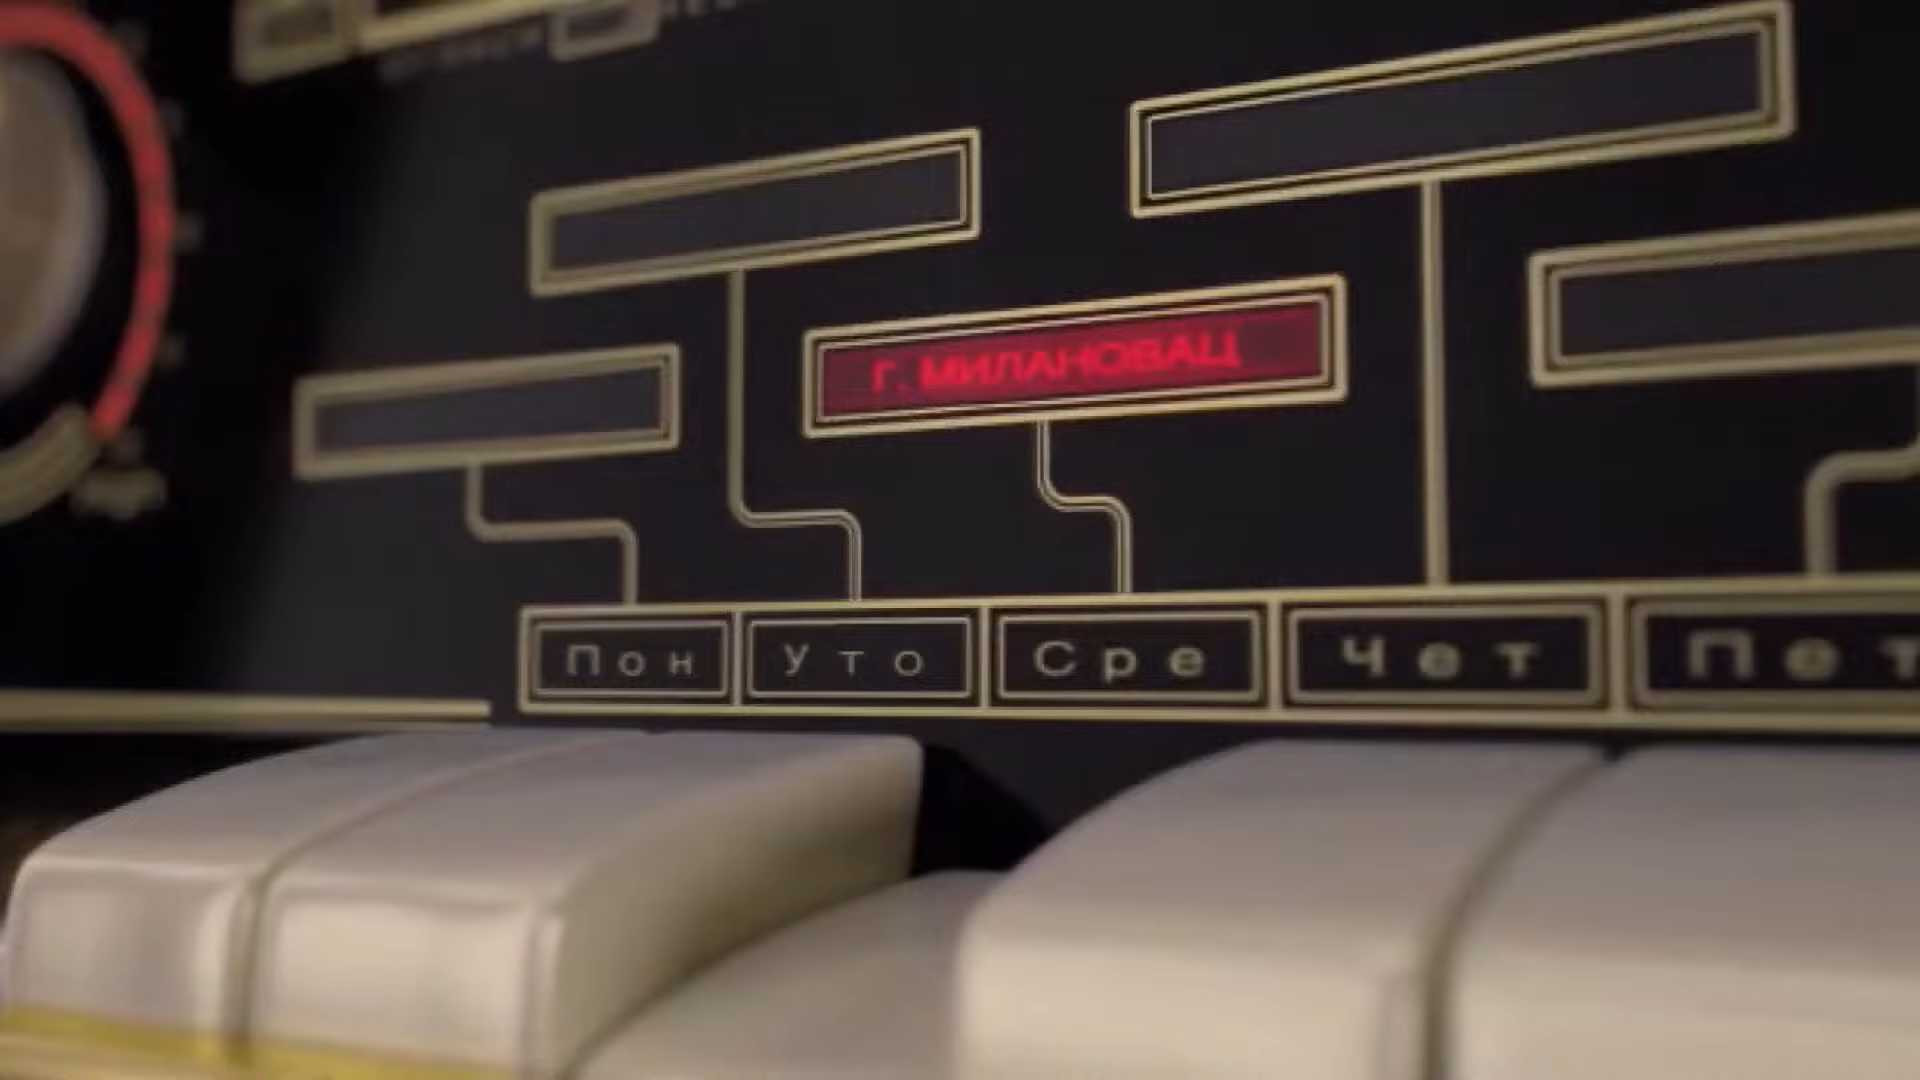 Г. МИЛАНОВАЦ
Пон Уто Сре Чет Пет